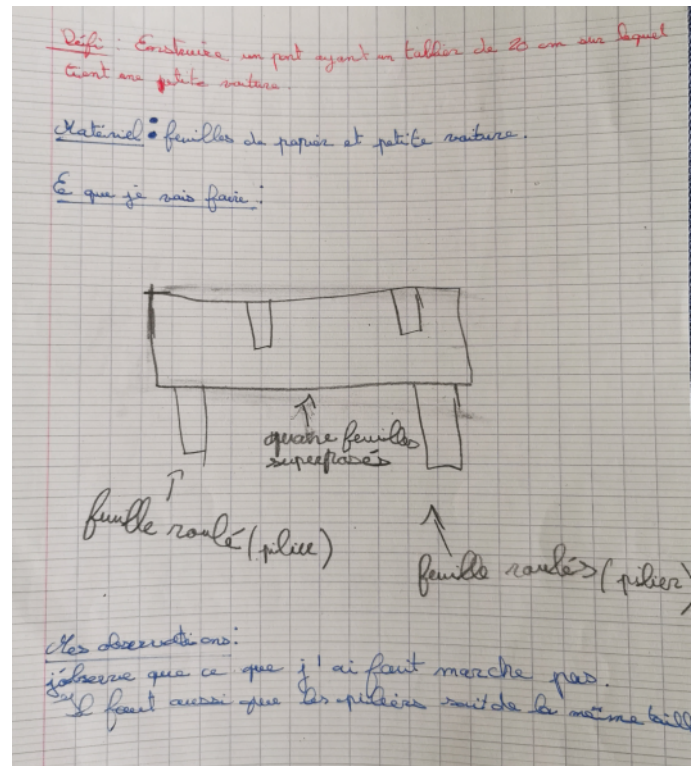 Défi : Construire un pont ayant un tablier de 20 cm sur lequel
tient une petite voiture.
Matériel : feuilles de papier et petite voiture.
Ce que je vais faire :
quatre feuilles
superposés
feuille roulé (pilier)
feuille roulés (pilier)
Mes observations :
j'observe que ce que j'ai fait marche pas.
Il faut aussi que les piliers soit de la même taille